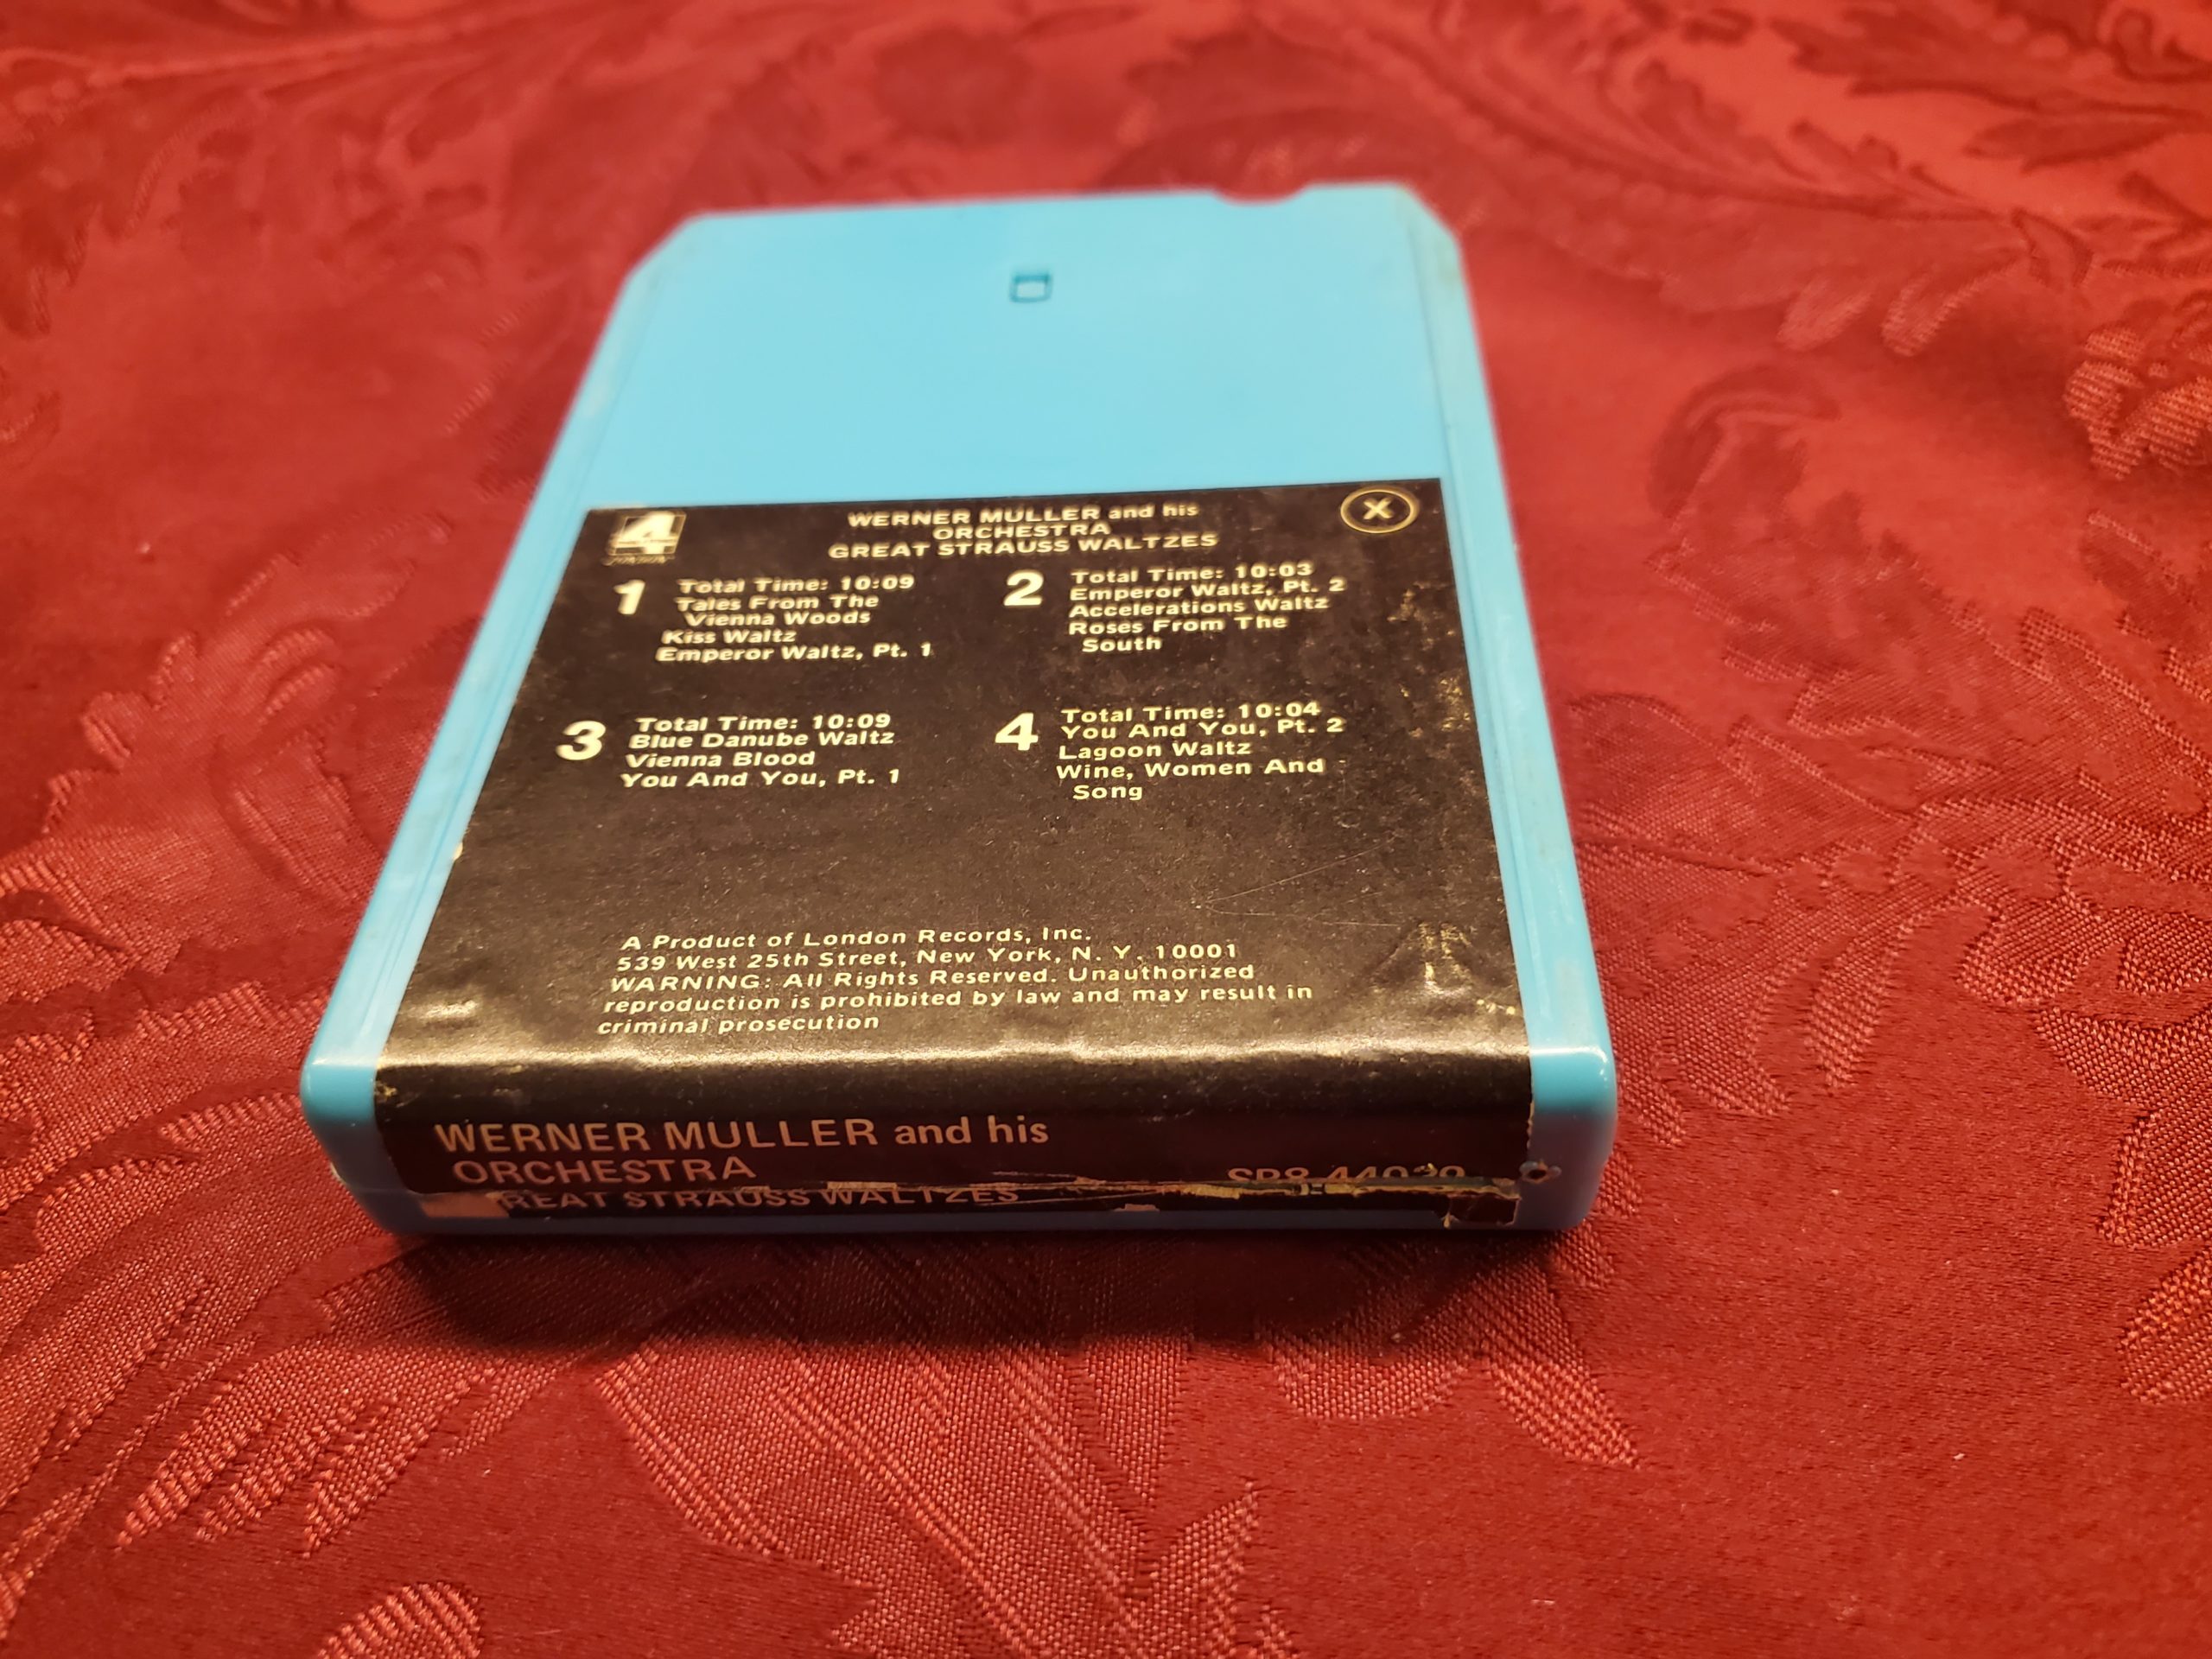 4
X
WERNER MULLER and his
ORCHESTRA
GREAT STRAUSS WALTZES
1
Total Time: 10:09
Tales From The
Vienna Woods
Kiss Waltz
Emperor Waltz, Pt. 1
2
Total Time: 10:03
Emperor Waltz, Pt. 2
Accelerations Waltz
Roses From The
South
3
Total Time: 10:09
Blue Danube Waltz
Vienna Blood
You And You, Pt. 1
4
Total Time: 10:04
You And You, Pt. 2
Lagoon Waltz
Wine, Women And
Song
A Product of London Records, Inc.
539 West 25th Street, New York, N. Y. 10001
WARNING: All Rights Reserved. Unauthorized
reproduction is prohibited by law and may result in
criminal prosecution
WERNER MULLER and his
ORCHESTRA
REAT STRAUSS WALTZES